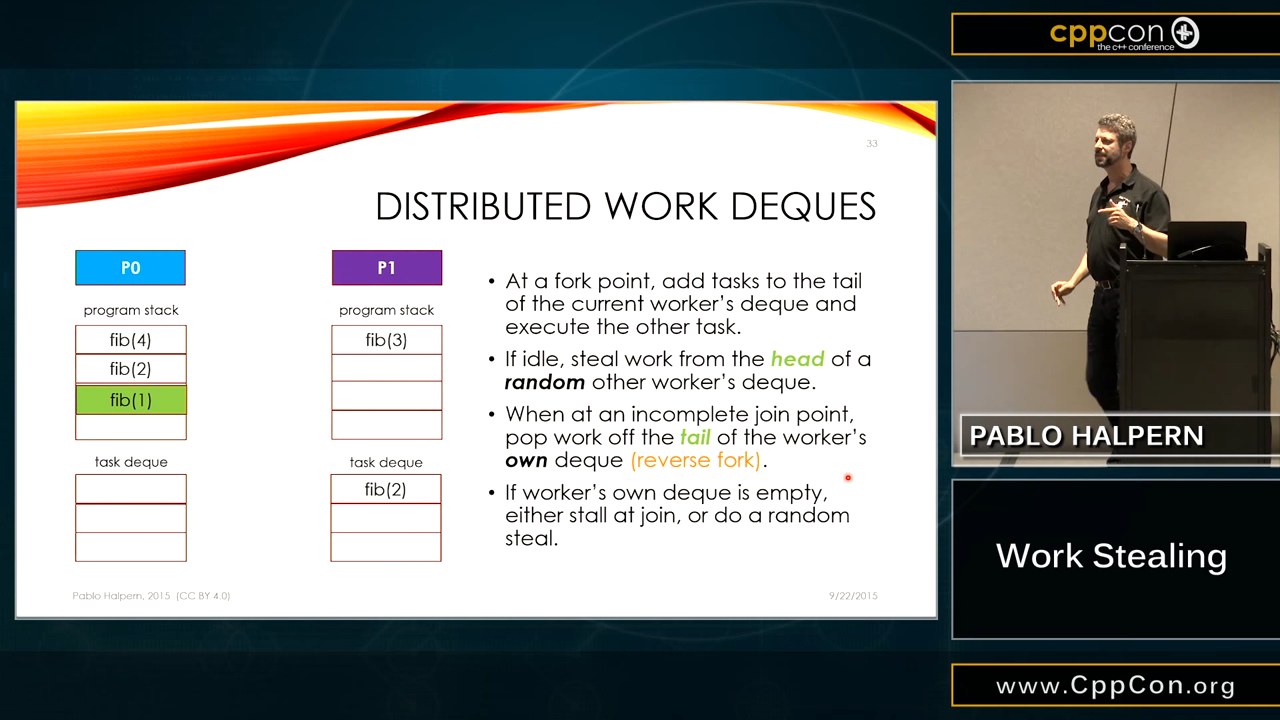 cppcon
the c++ conference
33
DISTRIBUTED WORK DEQUES
P0
program stack
fib(4)
fib(2)
fib(1)
task deque
P1
program stack
fib(3)
task deque
fib(2)
• At a fork point, add tasks to the tail
of the current worker's deque and
execute the other task.
• If idle, steal work from the head of a
random other worker's deque.
• When at an incomplete join point,
pop work off the tail of the worker's
own deque (reverse fork).
• If worker's own deque is empty,
either stall at join, or do a random
steal.
Pablo Halpern, 2015 (CC BY 4.0)
9/22/2015
PABLO HALPERN
Work Stealing
www.CppCon.org